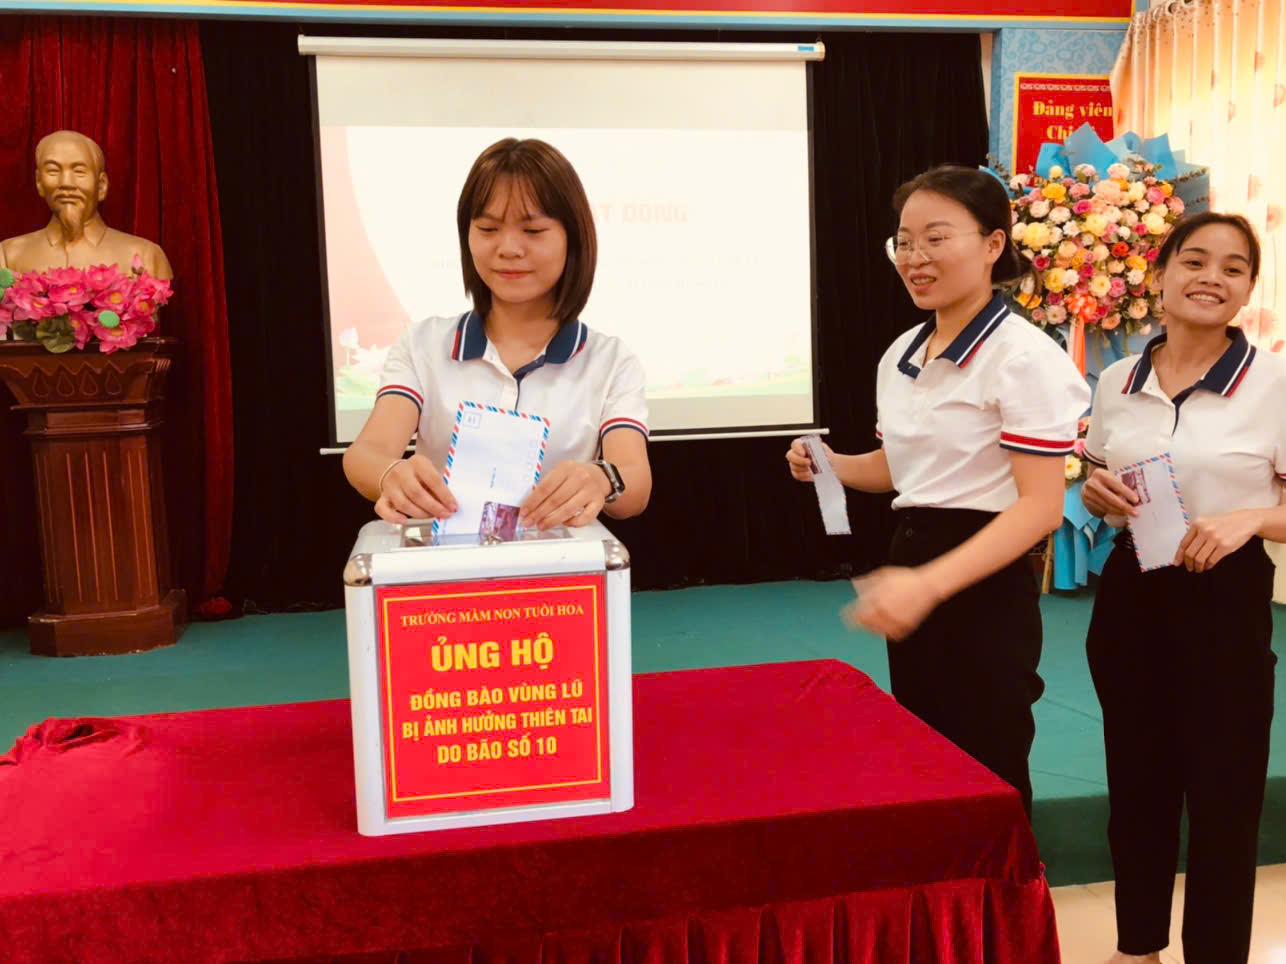 Đảng viên
TRƯỜNG MẦM NON TUỔI HOA
ỦNG HỘ
ĐỒNG BÀO VÙNG LŨ
BỊ ẢNH HƯỞNG THIÊN TAI
DO BÃO SỐ 10